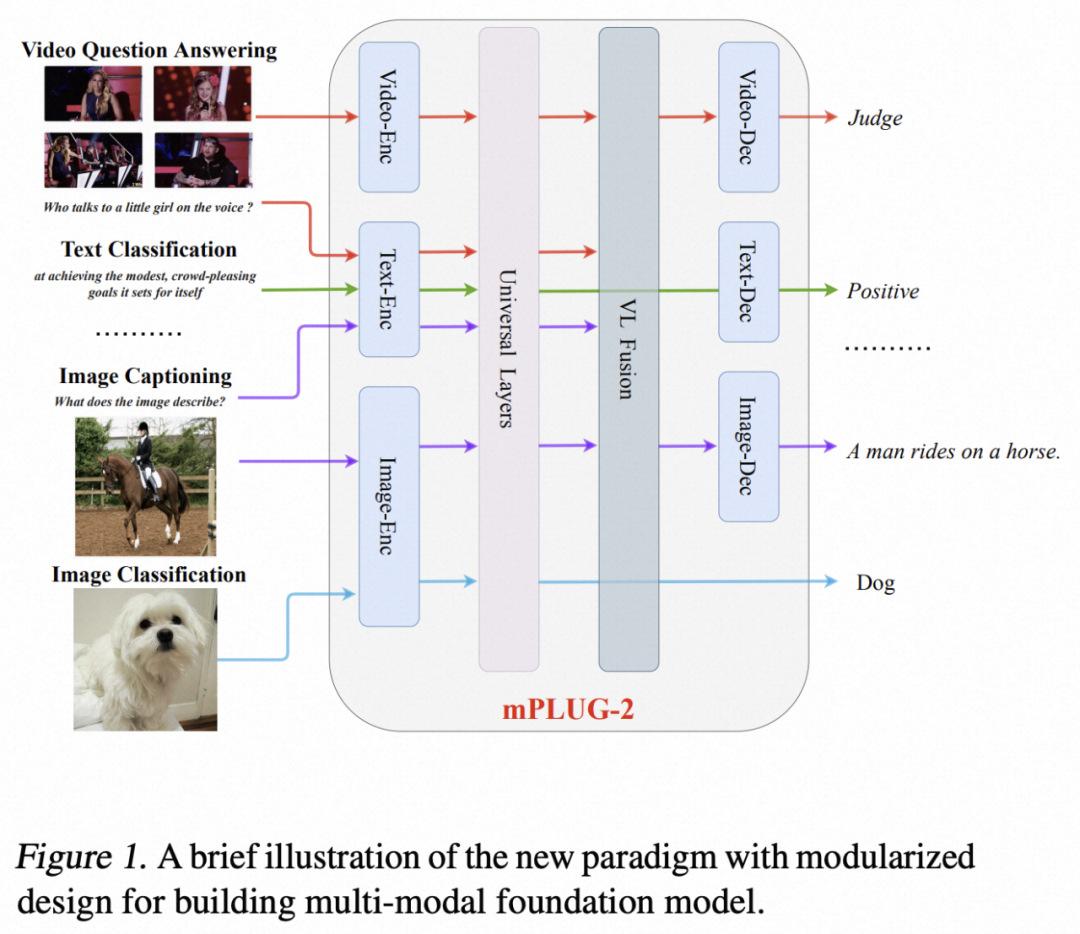 Video Question Answering
Who talks to a little girl on the voice ?
Text Classification
at achieving the modest, crowd-pleasing
goals it sets for itself
..........
Image Captioning
What does the image describe?
Image Classification
Video-Enc
Text-Enc
Image-Enc
Universal Layers
VL Fusion
Video-Dec
Text-Dec
Image-Dec
Judge
Positive
..........
A man rides on a horse.
Dog
mPLUG-2
Figure 1. A brief illustration of the new paradigm with modularized
design for building multi-modal foundation model.